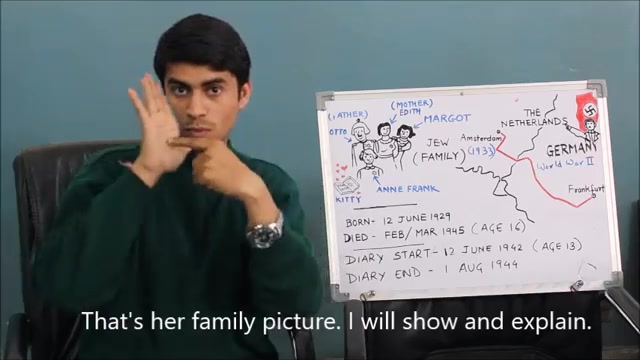 (FATHER)
OTTO
(MOTHER)
EDITH
MARGOT
ANNE FRANK
KITTY
JEW
(FAMILY)
THE
NETHERLANDS
Amsterdam
(1933)
GERMANY
World War II
Frankfurt
BORN- 12 JUNE 1929
DIED - FEB/MAR 1945 (AGE 16)
DIARY START- 12 JUNE 1942 (AGE 13)
DIARY END - 1 AUG 1944
That's her family picture. I will show and explain.